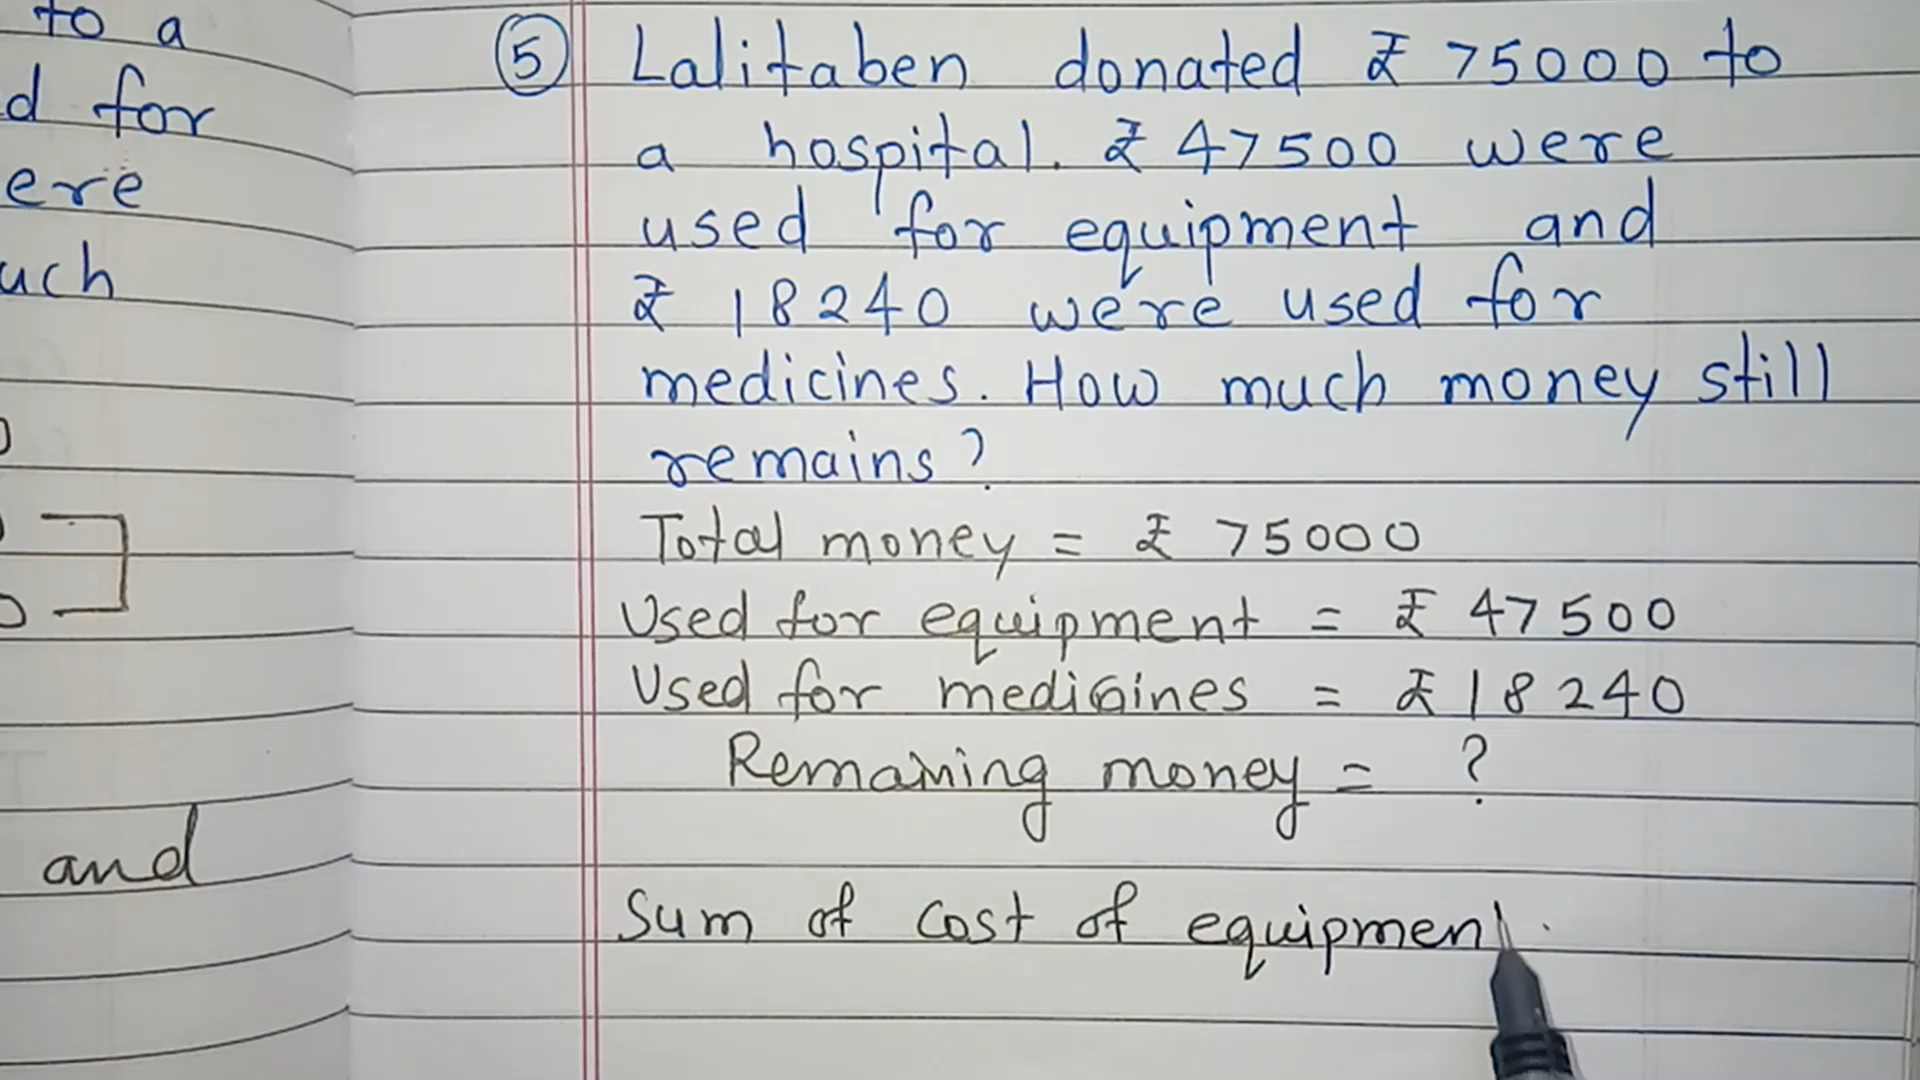 to a
d for
ere
uch
and
5 Lalitaben donated ₹ 75000 to
a hospital. ₹ 47500 were
used for equipment and
₹ 18240 were used for
medicines. How much money still
remains?
Total money = ₹ 75000
Used for equipment = ₹ 47500
Used for medicines = ₹ 18240
Remaining money = ?
Sum of cost of equipment